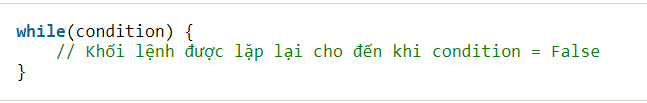 while(condition) {
    // Khối lệnh được lặp lại cho đến khi condition = False
}